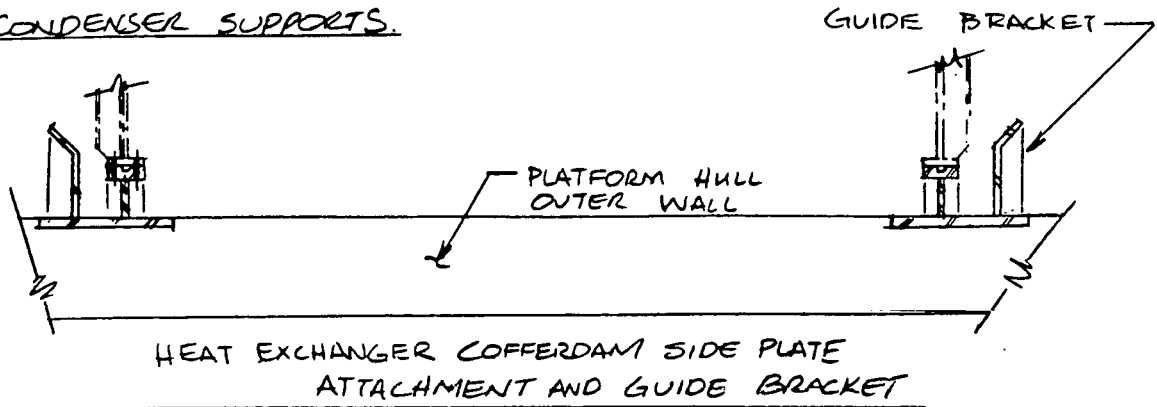 CONDENSER SUPPORTS.
GUIDE BRACKET
PLATFORM HULL
OUTER WALL
HEAT EXCHANGER COFFERDAM SIDE PLATE
ATTACHMENT AND GUIDE BRACKET